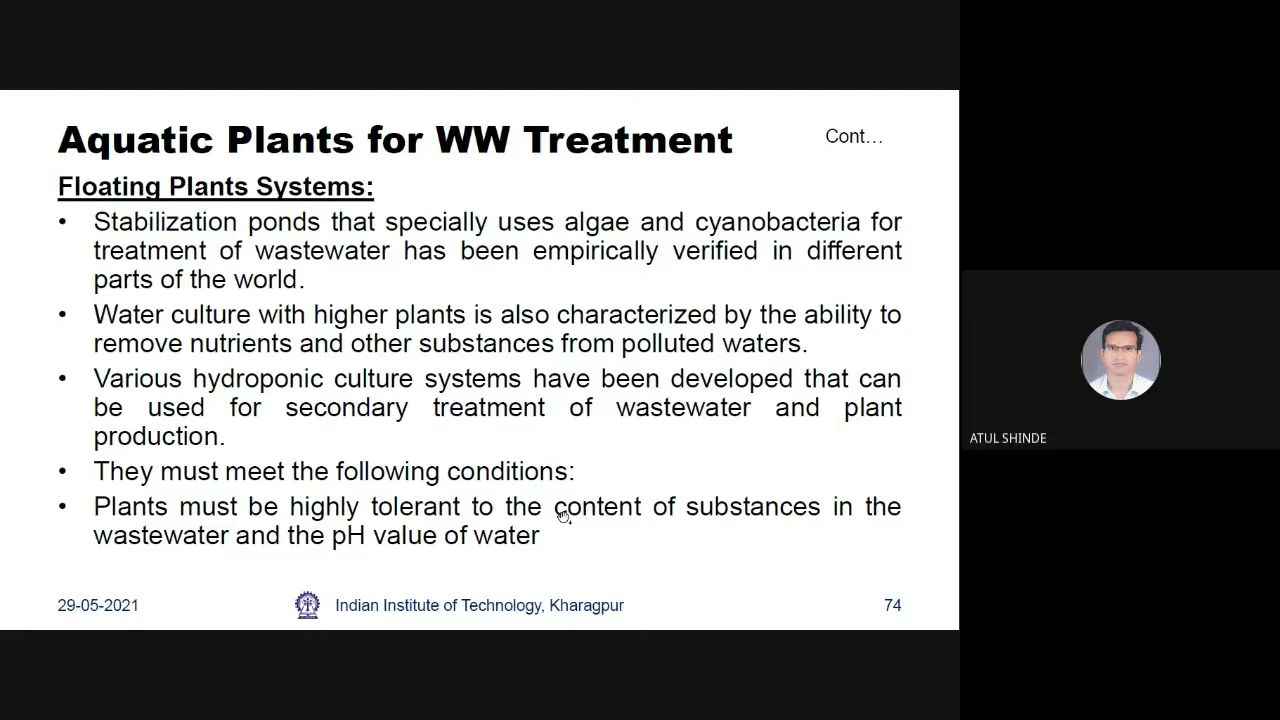 Aquatic Plants for WW Treatment
Cont…
Floating Plants Systems:
• Stabilization ponds that specially uses algae and cyanobacteria for
treatment of wastewater has been empirically verified in different
parts of the world.
• Water culture with higher plants is also characterized by the ability to
remove nutrients and other substances from polluted waters.
• Various hydroponic culture systems have been developed that can
be used for secondary treatment of wastewater and plant
production.
• They must meet the following conditions:
• Plants must be highly tolerant to the content of substances in the
wastewater and the pH value of water
29-05-2021
Indian Institute of Technology, Kharagpur
74
ATUL SHINDE